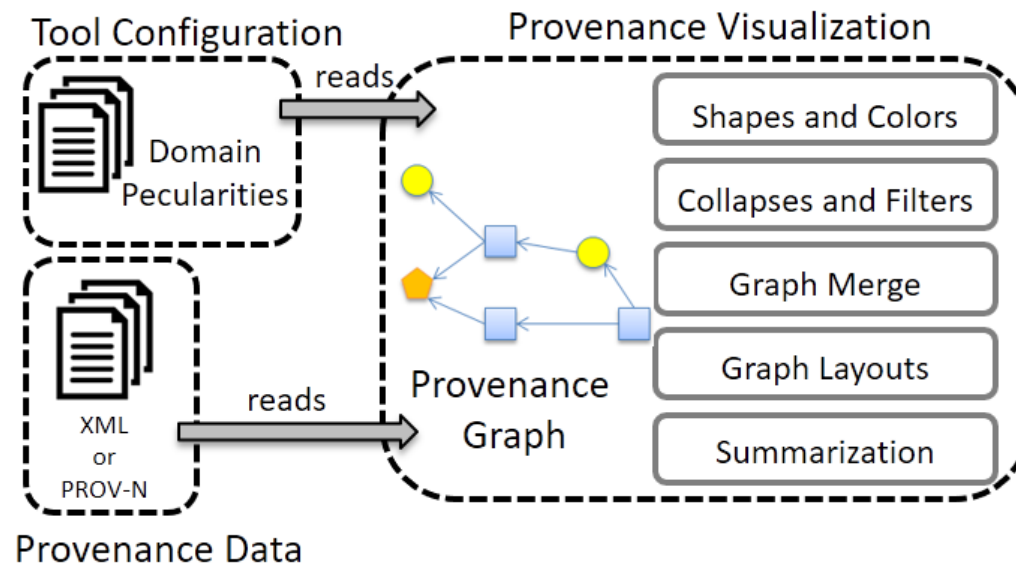 Tool Configuration
Provenance Visualization
reads
Domain
Pecularities
Shapes and Colors
Collapses and Filters
Graph Merge
Graph Layouts
Summarization
Provenance
Graph
reads
XML
or
PROV-N
Provenance Data